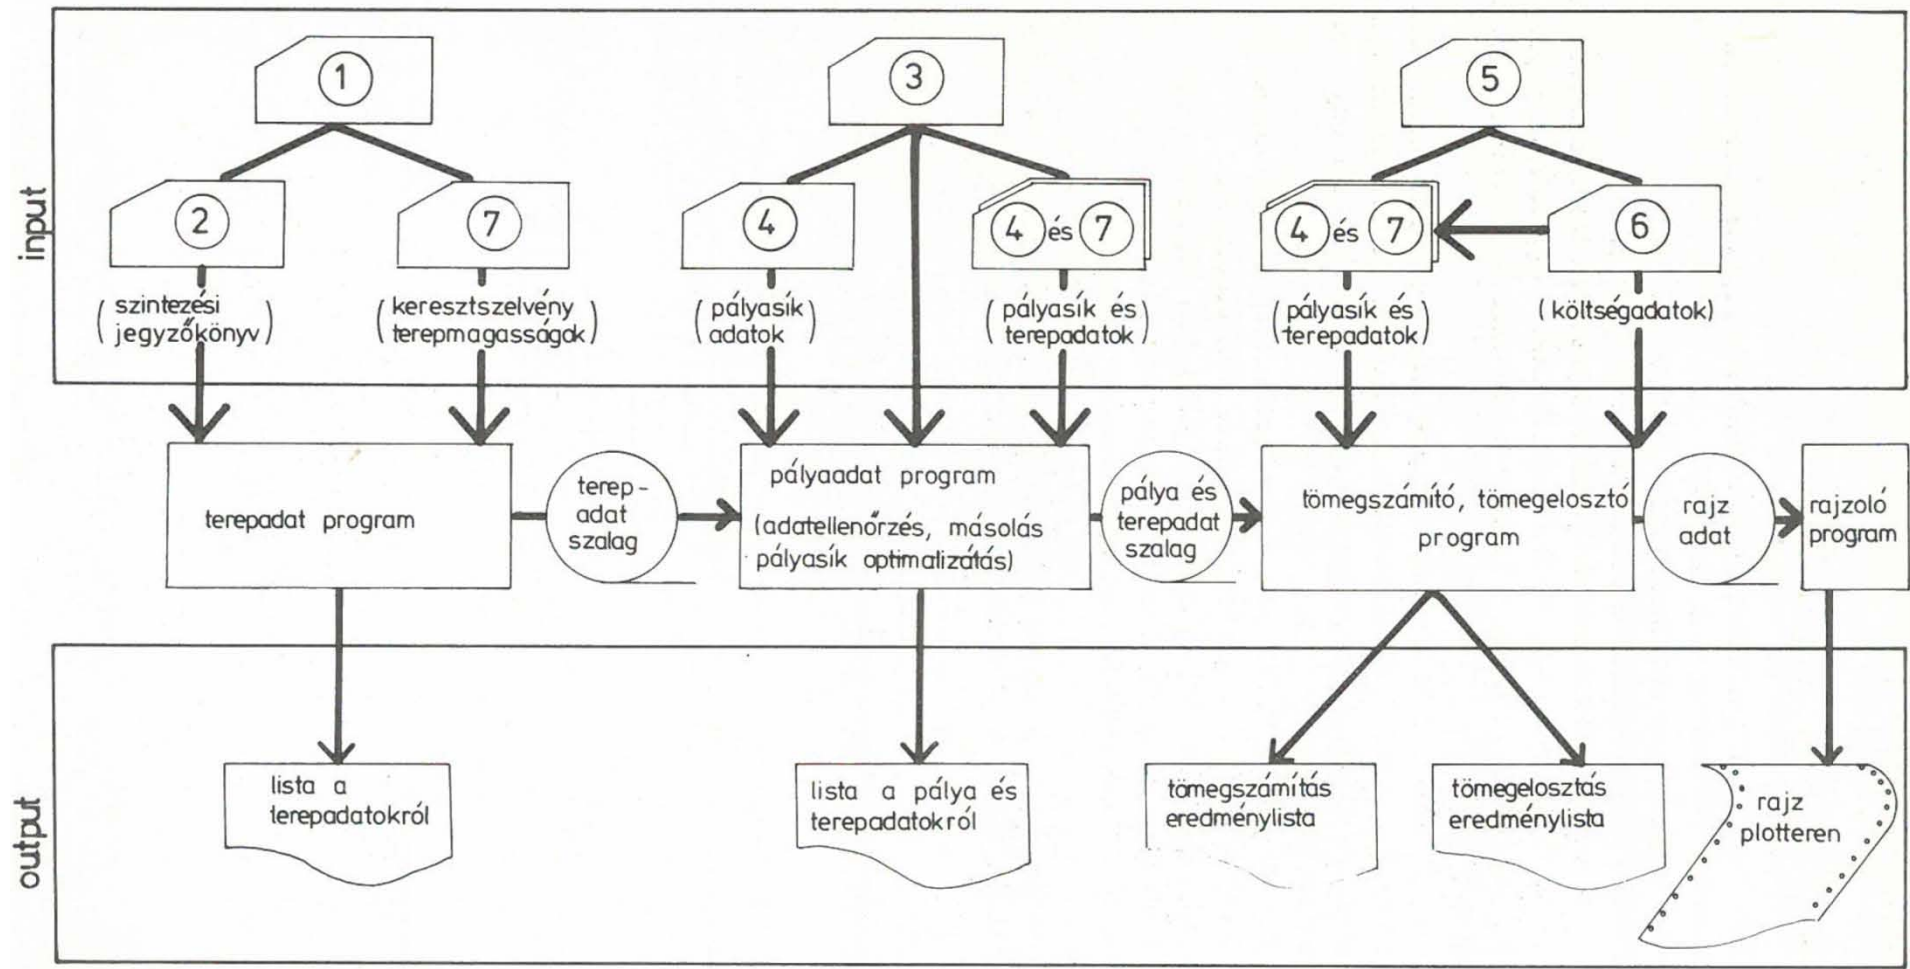 input
1
3
5
2
7
4
4 és 7
4 és 7
6
(szintezési
jegyzőkönyv)
(keresztszelvény
terepmagasságok)
(pályasík
adatok)
(pályasík és
terepadatok)
(pályasík és
terepadatok)
(költségadatok)
terepadat program
terep-
adat
szalag
pályaadat program
(adatellenőrzés, másolás
pályasík optimalizátás)
pálya és
terepadat
szalag
tömegszámító, tömegelosztó
program
rajz
adat
rajzoló
program
output
lista a
terepadatokról
lista a pálya és
terepadatokról
tömegszámítás
eredménylista
tömegelosztás
eredménylista
rajz
plotteren